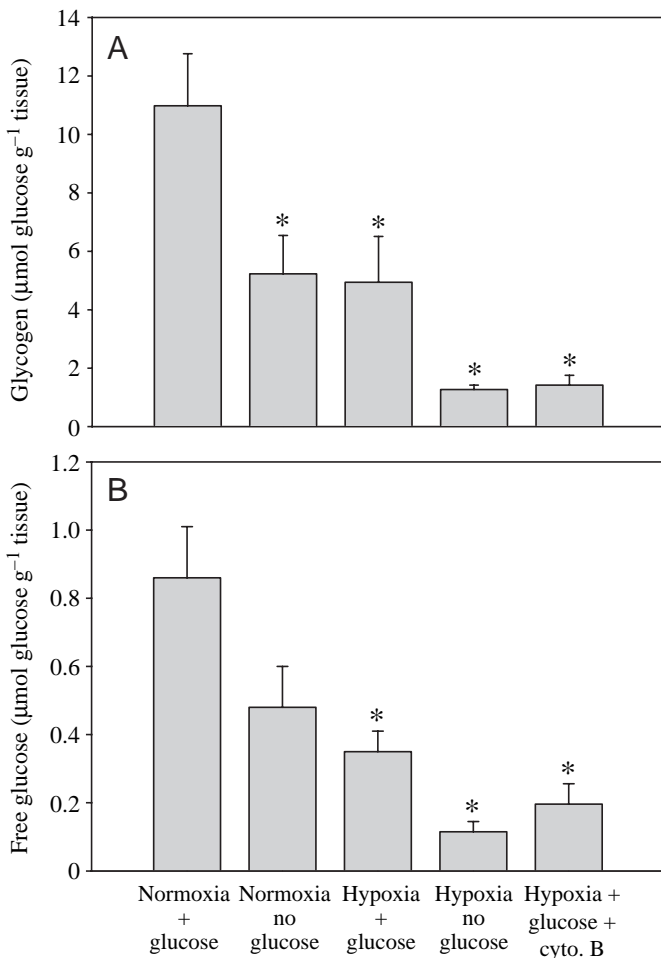 14
A
12
10
8
6
4
2
0
Glycogen (μmol glucose g⁻¹ tissue)
*
*
*
*
1.2
B
1.0
0.8
0.6
0.4
0.2
0
Free glucose (μmol glucose g⁻¹ tissue)
*
*
*
Normoxia
+
glucose
Normoxia
no
glucose
Hypoxia
+
glucose
Hypoxia
no
glucose
Hypoxia +
glucose +
cyto. B